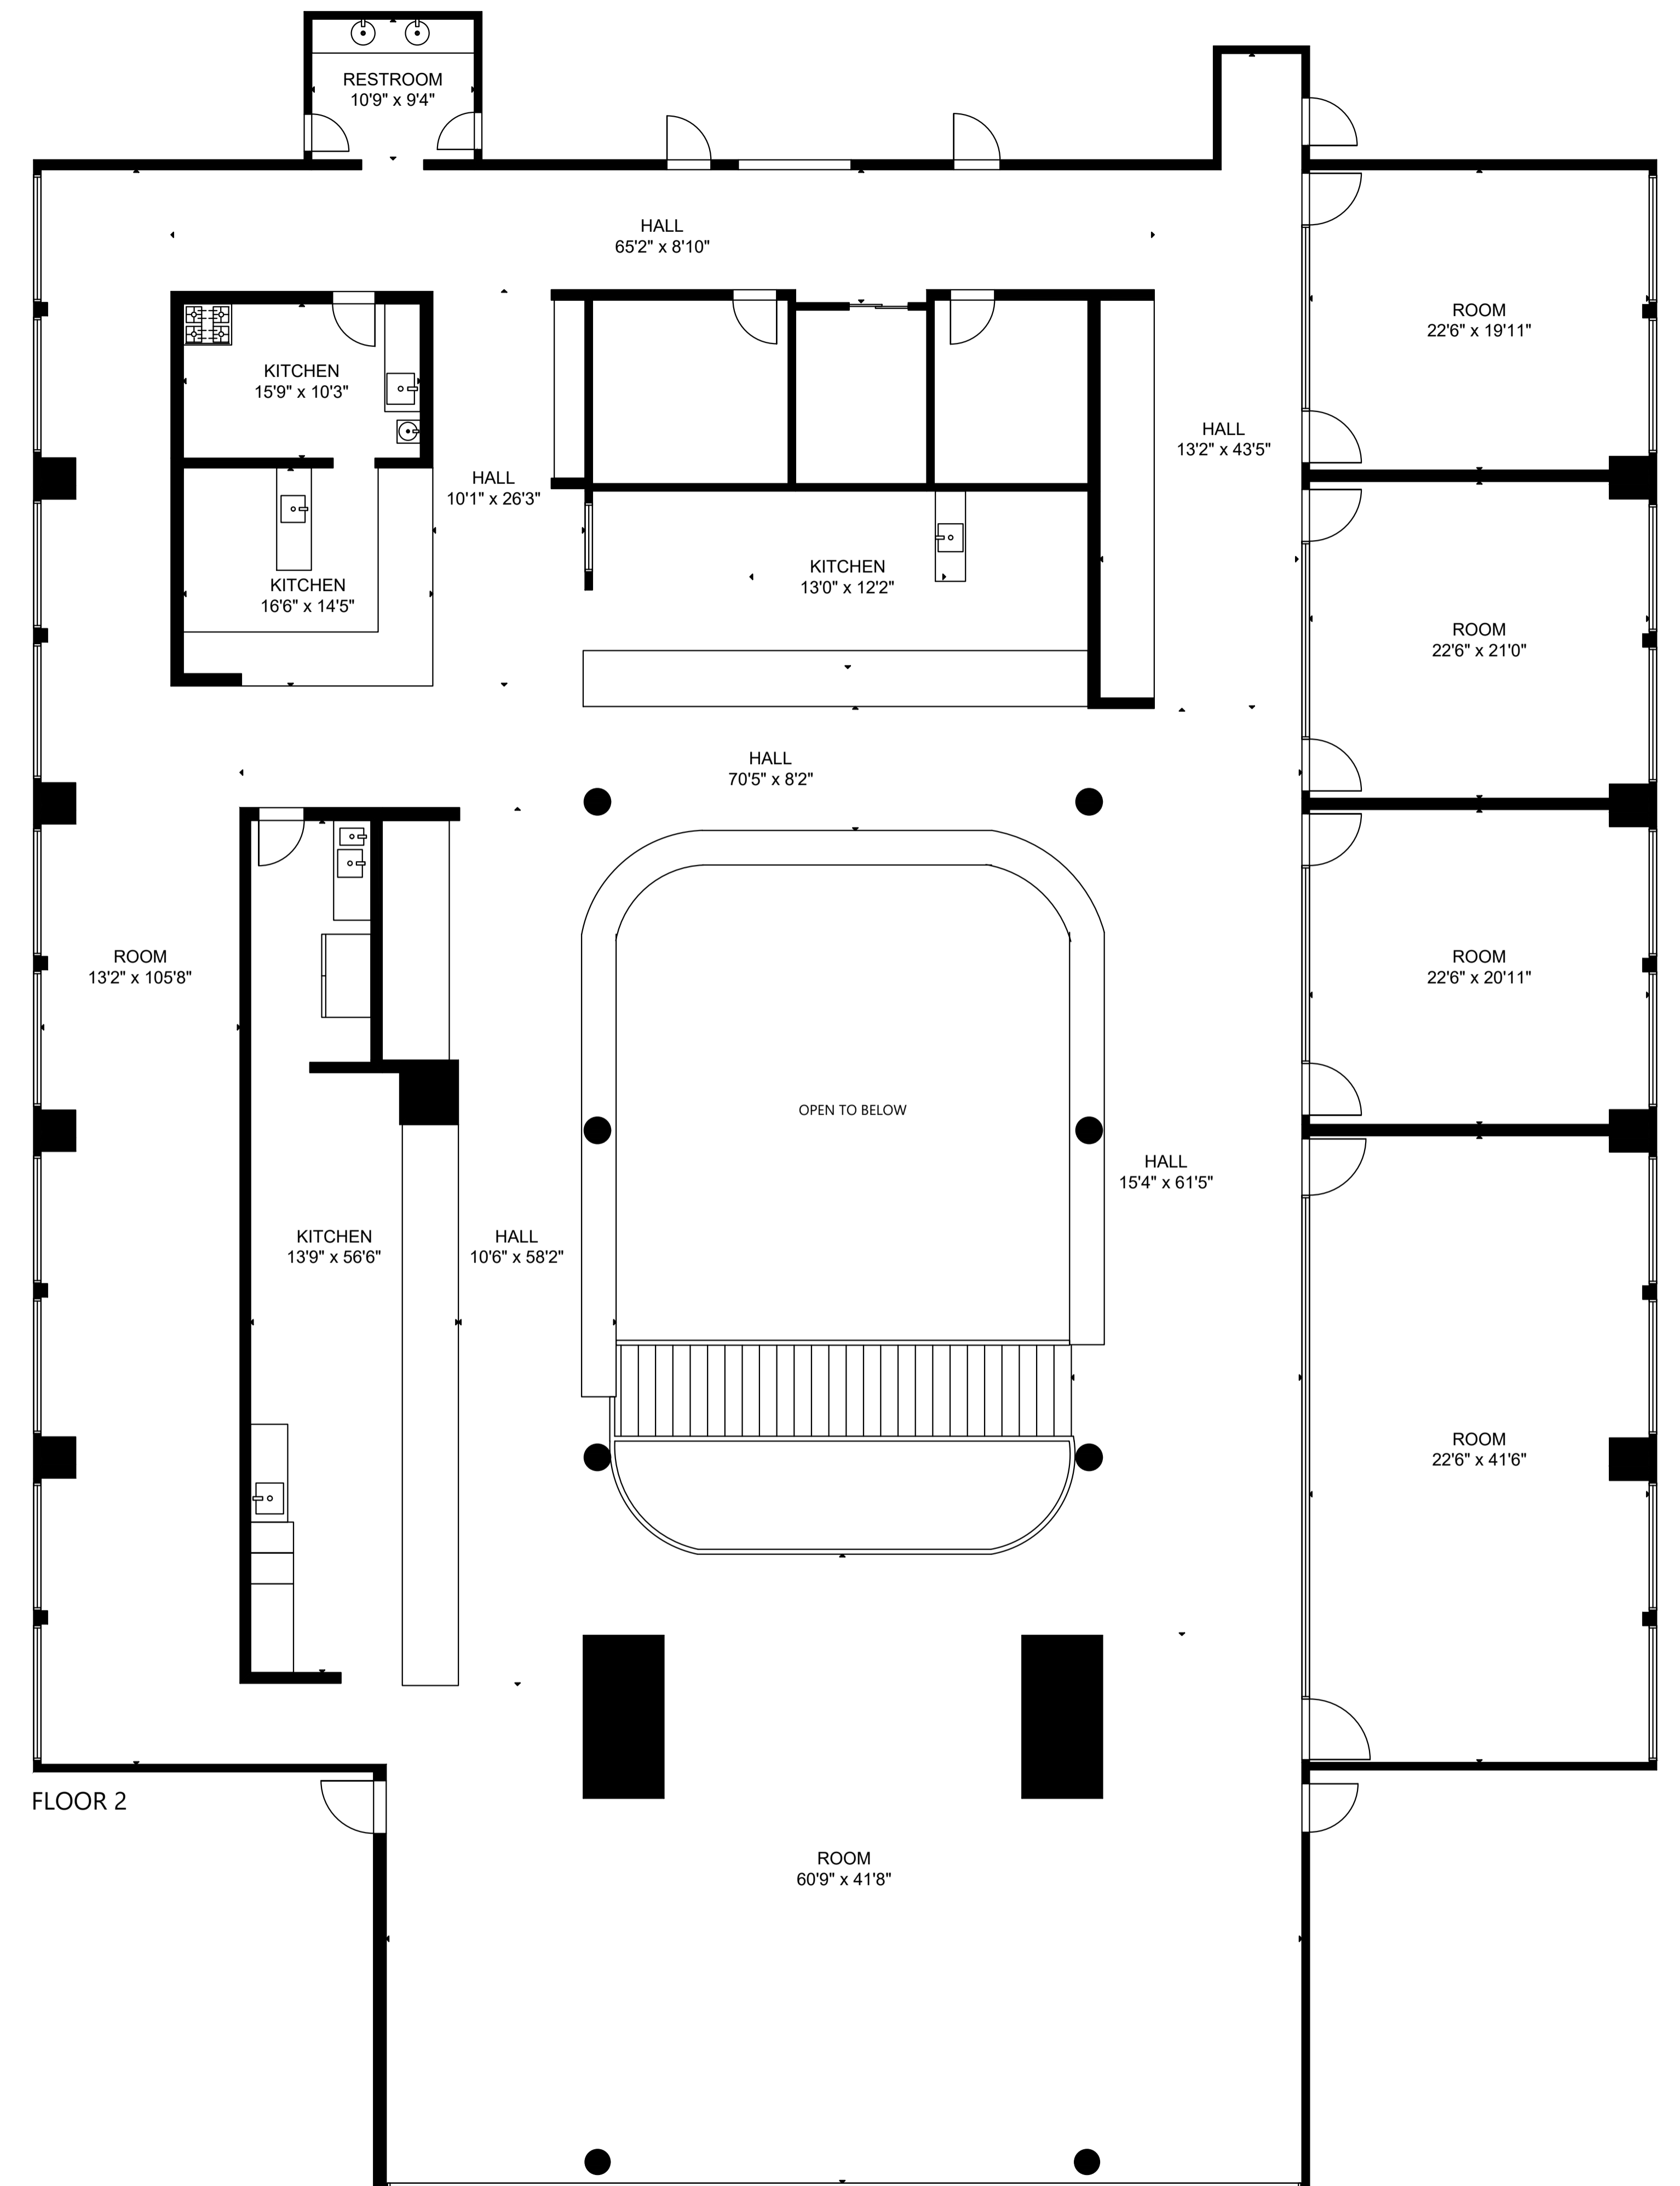 RESTROOM
10'9" x 9'4"
HALL
65'2" x 8'10"
ROOM
22'6" x 19'11"
KITCHEN
15'9" x 10'3"
HALL
13'2" x 43'5"
HALL
10'1" x 26'3"
KITCHEN
13'0" x 12'2"
KITCHEN
16'6" x 14'5"
ROOM
22'6" x 21'0"
HALL
70'5" x 8'2"
ROOM
13'2" x 105'8"
ROOM
22'6" x 20'11"
OPEN TO BELOW
HALL
15'4" x 61'5"
KITCHEN
13'9" x 56'6"
HALL
10'6" x 58'2"
ROOM
22'6" x 41'6"
FLOOR 2
ROOM
60'9" x 41'8"